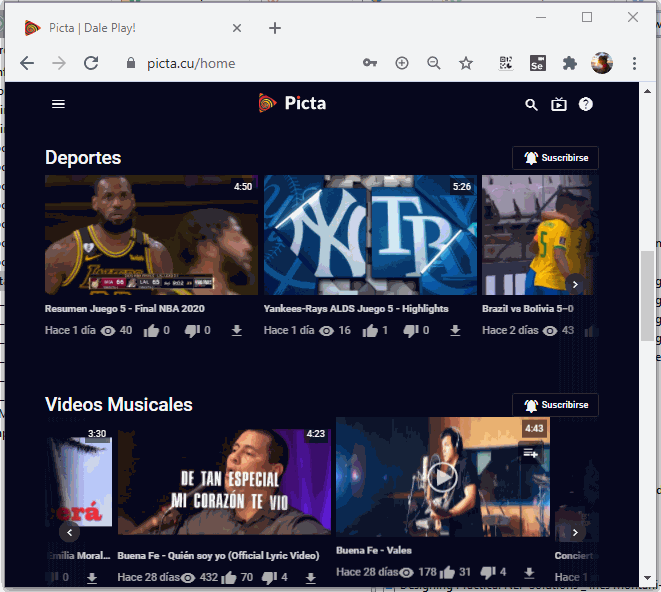 Picta | Dale Play!
picta.cu/home
Picta
Deportes
Suscribirse
4:50
5:26
Resumen Juego 5 - Final NBA 2020
Yankees-Rays ALDS Juego 5 - Highlights
Brazil vs Bolivia 5–0
Hace 1 día 40 0 0
Hace 1 día 16 1 0
Hace 2 días 43
Videos Musicales
Suscribirse
3:30
4:23
4:43
DE TAN ESPECIAL
MI CORAZÓN TE VIO
erá
Emilia Moral...
Buena Fe - Quién soy yo (Official Lyric Video)
Buena Fe - Vales
Conciert
0
Hace 28 días 432 70 4
Hace 28 días 178 31 4
Hace 1